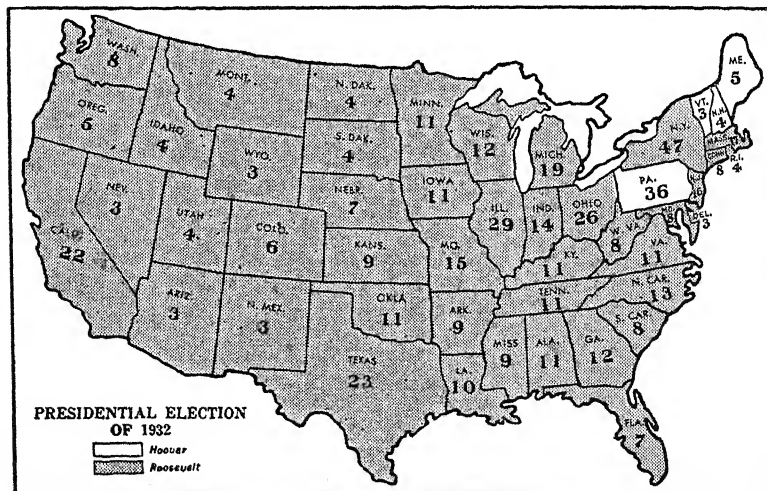 WASH.
8
OREG.
5
CALIF.
22
NEV.
3
IDAHO
4
MONT.
4
WYO.
3
UTAH
4
ARIZ.
3
COLO.
6
N. MEX.
3
N. DAK.
4
S. DAK.
4
NEBR.
7
KANS.
9
OKLA
11
TEXAS
23
MINN.
11
IOWA
11
MO.
15
ARK.
9
LA.
10
WIS.
12
ILL.
29
MICH.
19
IND.
14
OHIO
26
KY.
11
TENN.
11
MISS
9
ALA.
11
GA.
12
FLA.
7
S. CAR.
8
N. CAR.
13
VA.
11
W. VA.
8
PA.
36
N.Y.
47
VT.
3
N.H.
4
ME.
5
MASS.
CONN.
8
R.I.
4
N.J.
16
DEL.
3
MD.
8
PRESIDENTIAL ELECTION
OF 1932
Hoover
Roosevelt